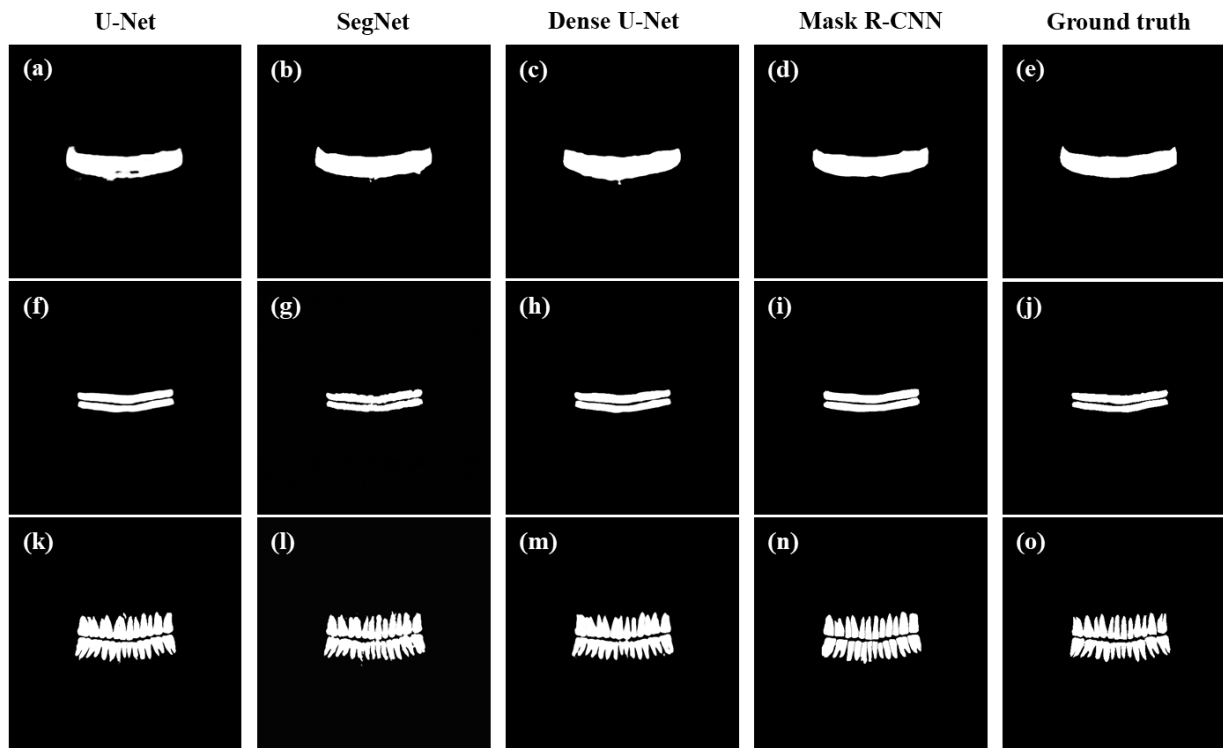 U-Net SegNet Dense U-Net Mask R-CNN Ground truth
(a) (b) (c) (d) (e)
(f) (g) (h) (i) (j)
(k) (l) (m) (n) (o)